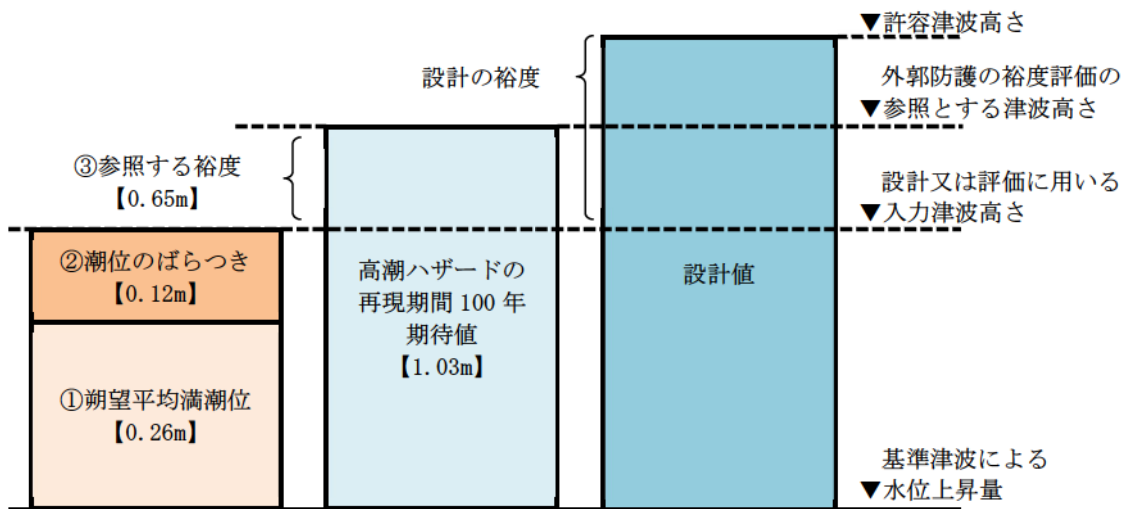 ▼許容津波高さ
設計の裕度
外郭防護の裕度評価の
▼参照とする津波高さ
③参照する裕度
【0.65m】
設計又は評価に用いる
▼入力津波高さ
②潮位のばらつき
【0.12m】
高潮ハザードの
再現期間 100 年
期待値
【1.03m】
設計値
①朔望平均満潮位
【0.26m】
基準津波による
▼水位上昇量